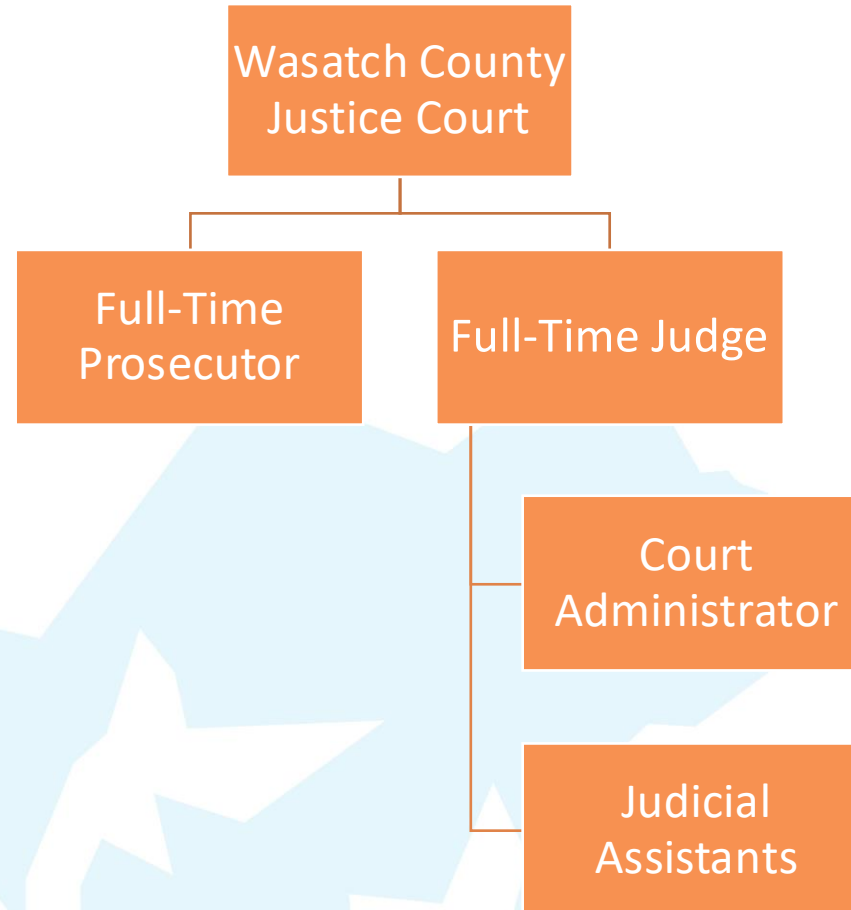 Wasatch County
Justice Court
Full-Time
Prosecutor
Full-Time Judge
Court
Administrator
Judicial
Assistants